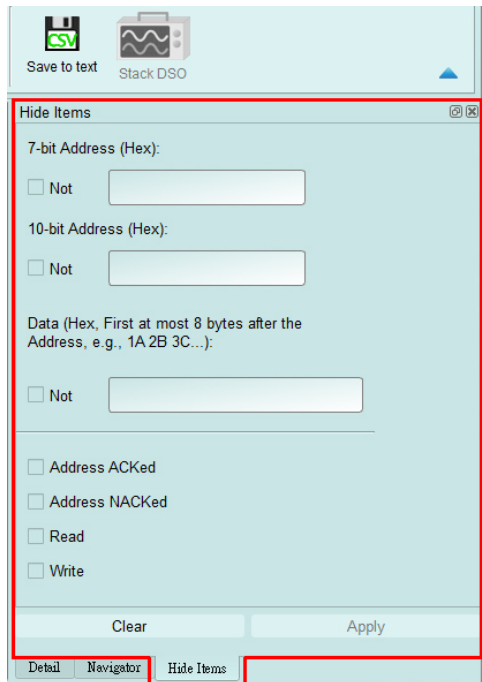 CSV
Save to text
Stack DSO
Hide Items
7-bit Address (Hex):
Not
10-bit Address (Hex):
Not
Data (Hex, First at most 8 bytes after the
Address, e.g., 1A 2B 3C...):
Not
Address ACKed
Address NACKed
Read
Write
Clear Apply
Detail Navigator Hide Items